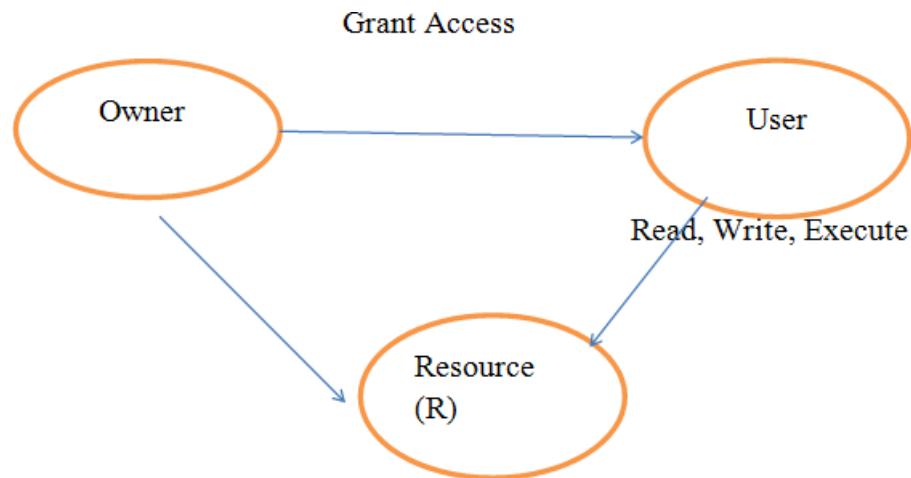 Grant Access
Owner
User
Read, Write, Execute
Resource
(R)